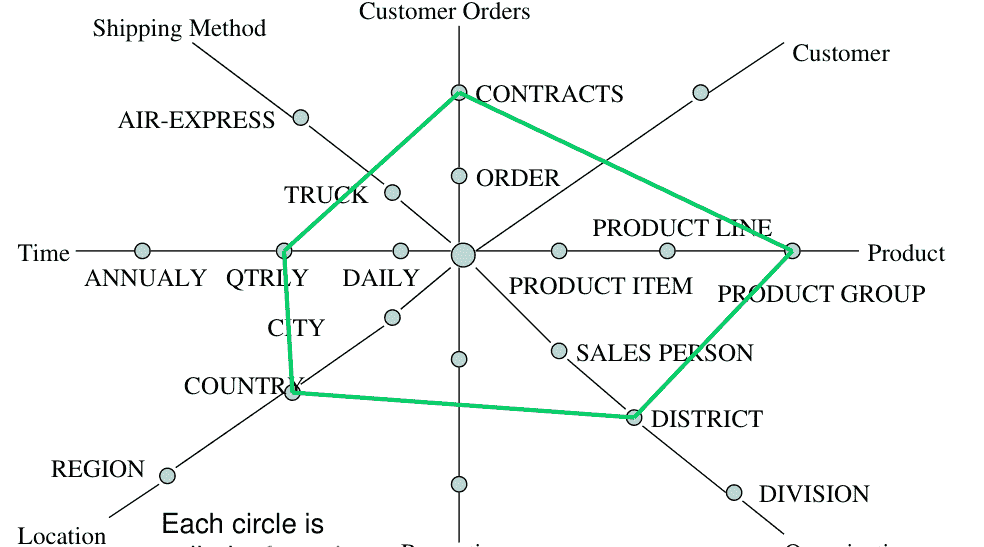 Customer Orders
Shipping Method
Customer
CONTRACTS
AIR-EXPRESS
ORDER
TRUCK
PRODUCT LINE
Time
Product
ANNUALY QTRLY DAILY
PRODUCT ITEM
PRODUCT GROUP
CITY
SALES PERSON
COUNTRY
DISTRICT
REGION
DIVISION
Each circle is
Location